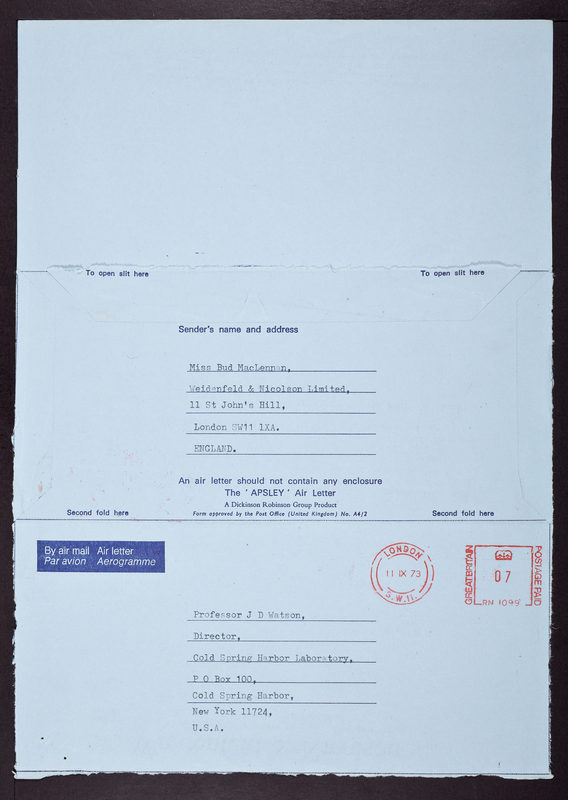 To open slit here
To open slit here
Sender's name and address
Miss Bud MacLennan,
Weidenfeld & Nicolson Limited,
11 St John's Hill,
London SW11 1XA.
ENGLAND.
An air letter should not contain any enclosure
The 'APSLEY' Air Letter
A Dickinson Robinson Group Product
Form approved by the Post Office (United Kingdom) No. A4/2
Second fold here
Second fold here
By air mail Air letter
Par avion Aerogramme
LONDON
11 IX 73
S.W.11.
GREAT BRITAIN
07
RN 1099
POSTAGE PAID
Professor J D Watson,
Director,
Cold Spring Harbor Laboratory,
P O Box 100,
Cold Spring Harbor,
New York 11724,
U.S.A.